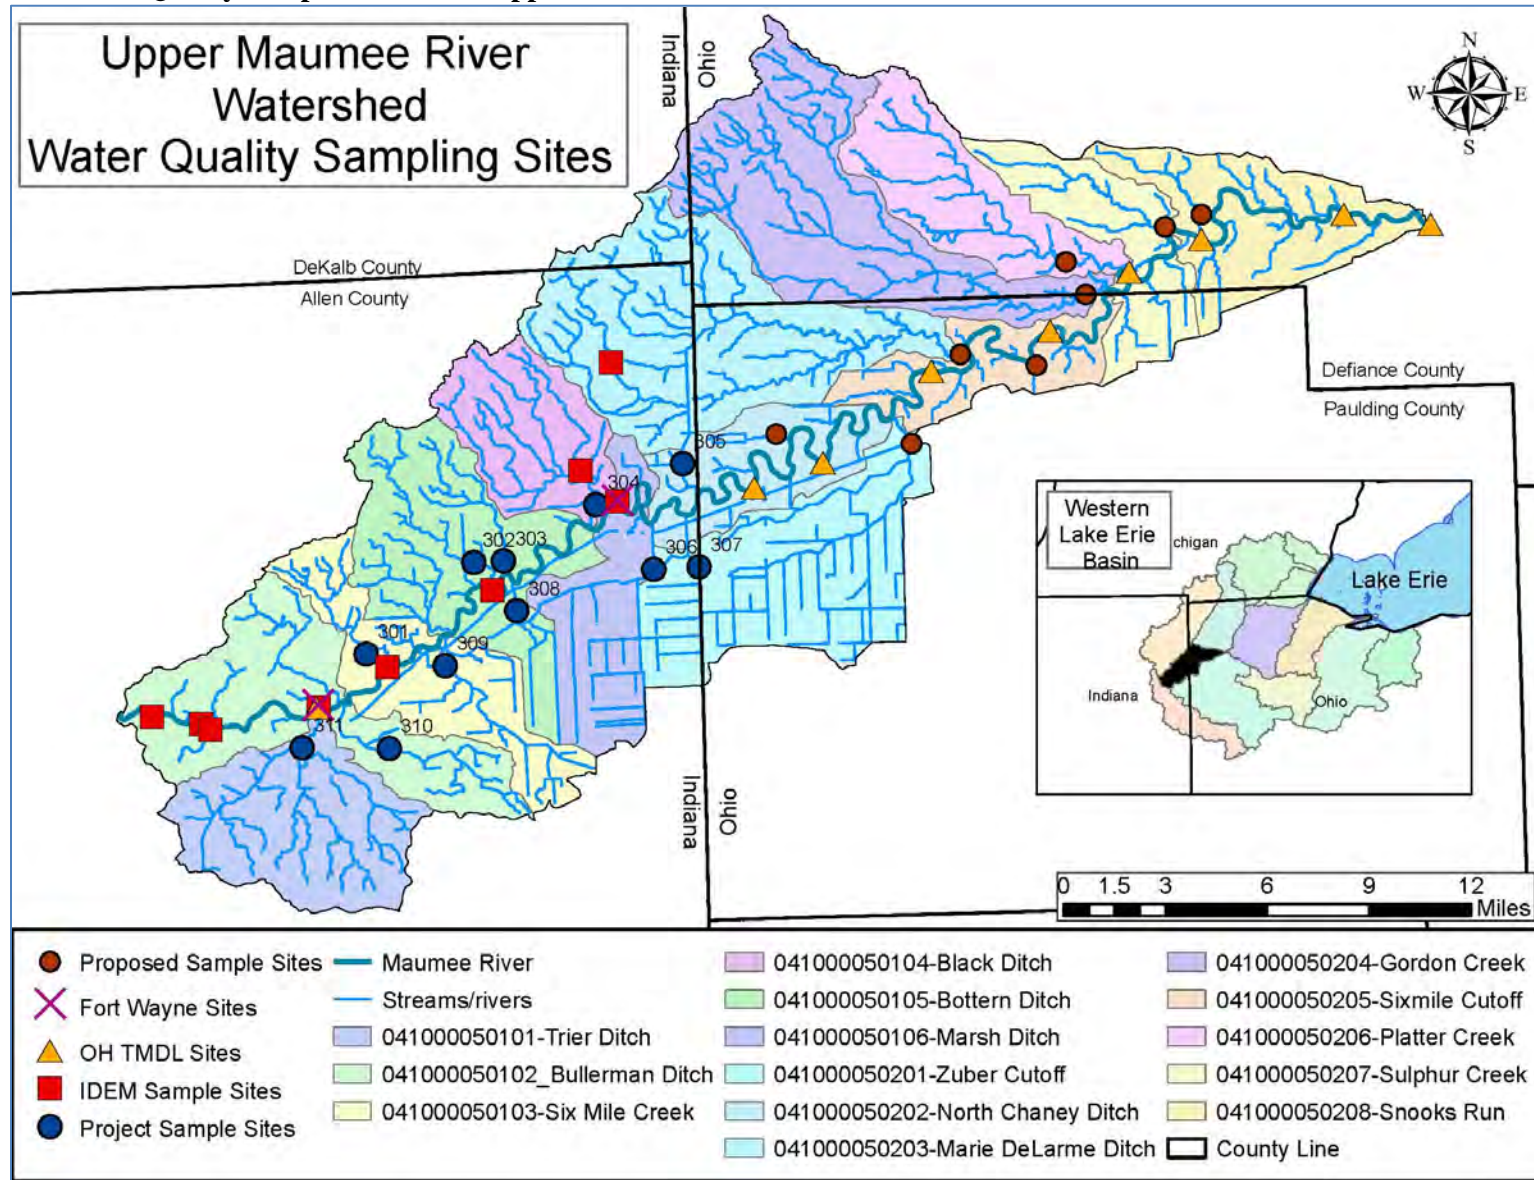 Upper Maumee River
Watershed
Water Quality Sampling Sites
Indiana
Ohio
N
W
E
S
DeKalb County
Allen County
Defiance County
Paulding County
305
304
302
303
306
307
308
301
309
311
310
Indiana
Ohio
Western
Lake Erie
Basin
chigan
Lake Erie
Indiana
Ohio
0 1.5 3 6 9 12
Miles
Proposed Sample Sites
Fort Wayne Sites
OH TMDL Sites
IDEM Sample Sites
Project Sample Sites
Maumee River
Streams/rivers
041000050101-Trier Ditch
041000050102_Bullerman Ditch
041000050103-Six Mile Creek
041000050104-Black Ditch
041000050105-Bottern Ditch
041000050106-Marsh Ditch
041000050201-Zuber Cutoff
041000050202-North Chaney Ditch
041000050203-Marie DeLarme Ditch
041000050204-Gordon Creek
041000050205-Sixmile Cutoff
041000050206-Platter Creek
041000050207-Sulphur Creek
041000050208-Snooks Run
County Line